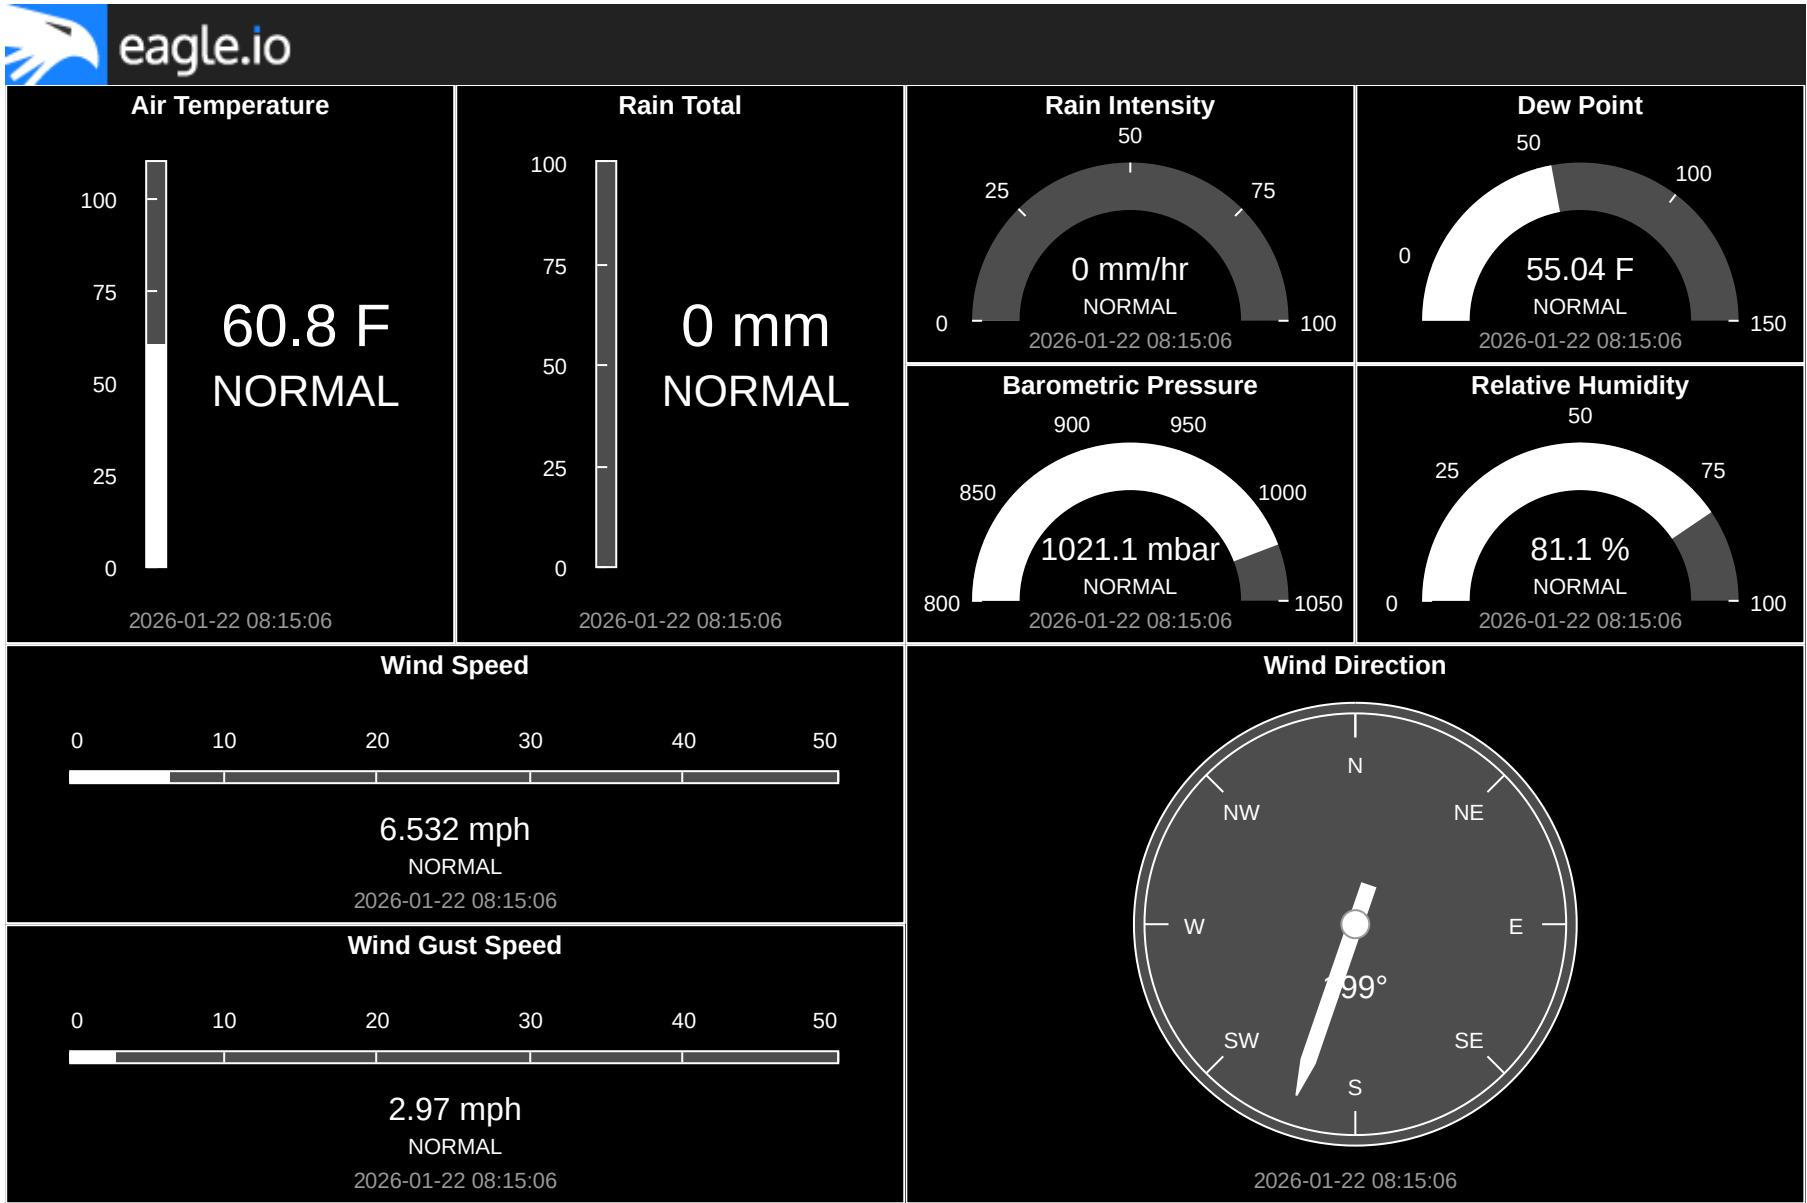 eagle.io
Air Temperature
100
75
50
25
0
60.8 F
NORMAL
2026-01-22 08:15:06
Rain Total
100
75
50
25
0
0 mm
NORMAL
2026-01-22 08:15:06
Rain Intensity
0
25
50
75
100
0 mm/hr
NORMAL
2026-01-22 08:15:06
Dew Point
0
50
100
150
55.04 F
NORMAL
2026-01-22 08:15:06
Barometric Pressure
800
850
900
950
1000
1050
1021.1 mbar
NORMAL
2026-01-22 08:15:06
Relative Humidity
0
25
50
75
100
81.1 %
NORMAL
2026-01-22 08:15:06
Wind Speed
0 10 20 30 40 50
6.532 mph
NORMAL
2026-01-22 08:15:06
Wind Gust Speed
0 10 20 30 40 50
2.97 mph
NORMAL
2026-01-22 08:15:06
Wind Direction
N
NW NE
W E
199°
SW SE
S
2026-01-22 08:15:06